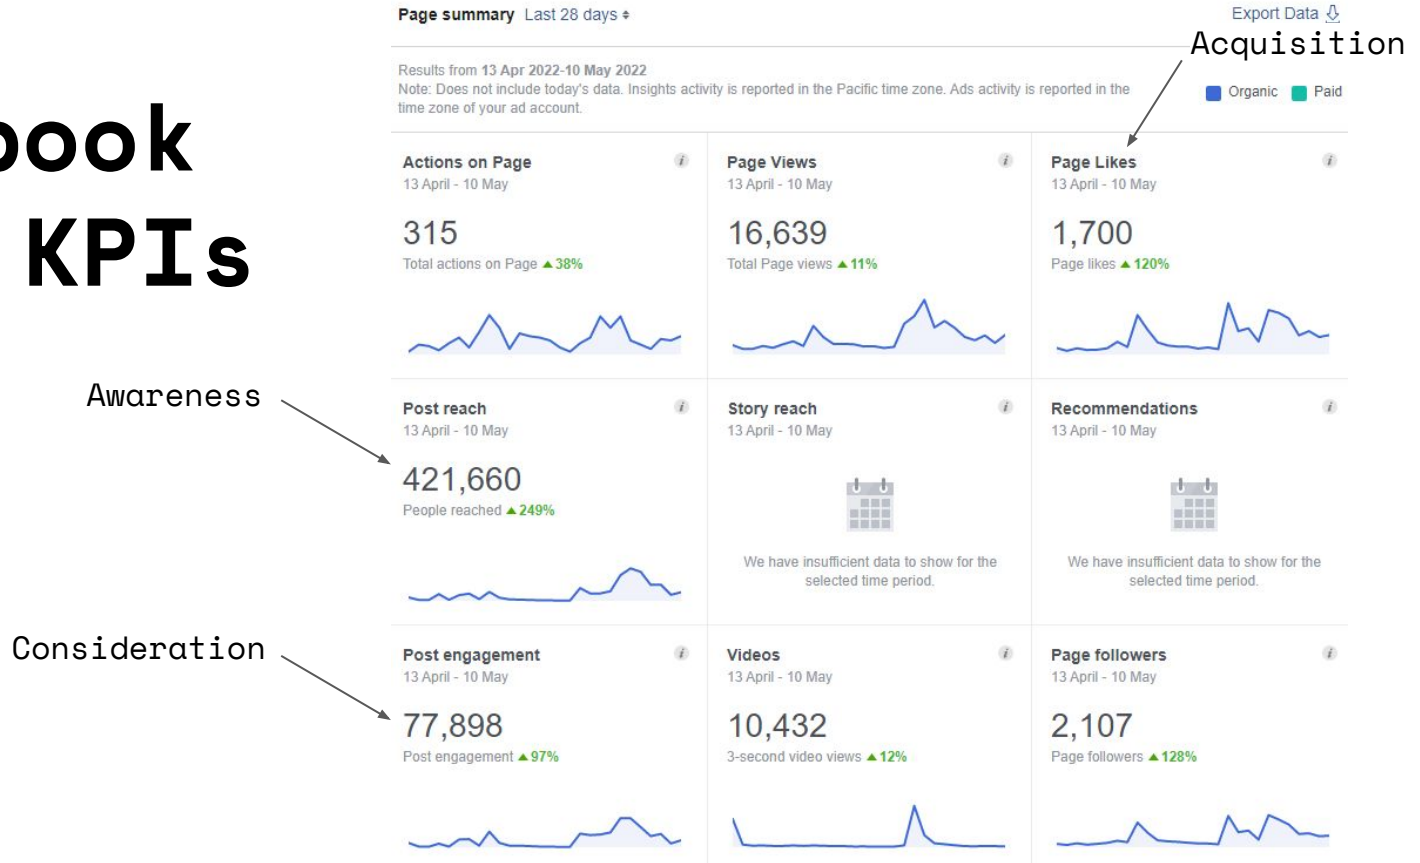 Page summary Last 28 days
Export Data
Acquisition
Results from 13 Apr 2022-10 May 2022
Note: Does not include today's data. Insights activity is reported in the Pacific time zone. Ads activity is reported in the
time zone of your ad account.
Organic Paid
book
KPIs
Actions on Page
13 April - 10 May
315
Total actions on Page 38%
Page Views
13 April - 10 May
16,639
Total Page views 11%
Page Likes
13 April - 10 May
1,700
Page likes 120%
Awareness
Post reach
13 April - 10 May
421,660
People reached 249%
Story reach
13 April - 10 May
We have insufficient data to show for the
selected time period.
Recommendations
13 April - 10 May
We have insufficient data to show for the
selected time period.
Consideration
Post engagement
13 April - 10 May
77,898
Post engagement 97%
Videos
13 April - 10 May
10,432
3-second video views 12%
Page followers
13 April - 10 May
2,107
Page followers 128%